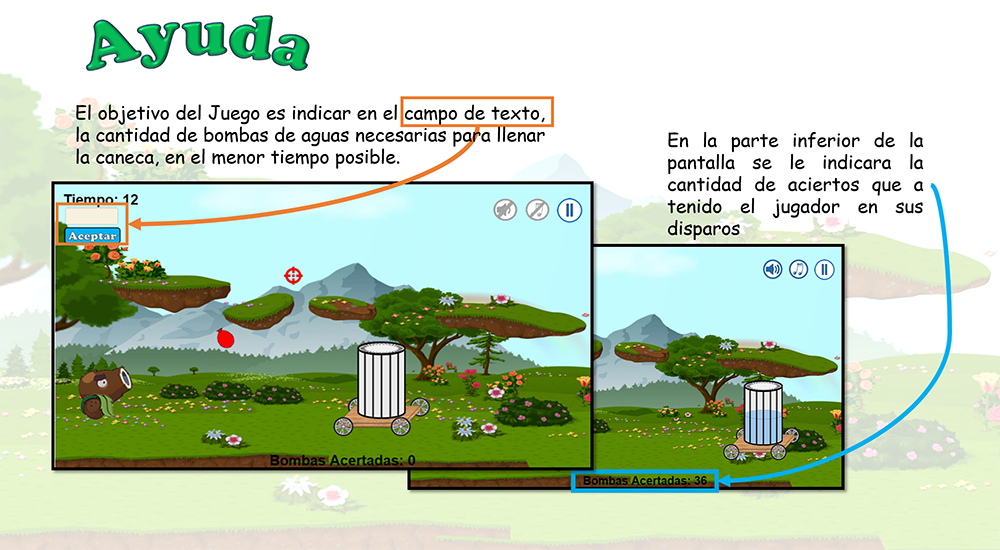 Ayuda
El objetivo del Juego es indicar en el campo de texto,
la cantidad de bombas de aguas necesarias para llenar
la caneca, en el menor tiempo posible.
En la parte inferior de la
pantalla se le indicara la
cantidad de aciertos que a
tenido el jugador en sus
disparos
Tiempo: 12
Aceptar
Bombas Acertadas: 0
Bombas Acertadas: 36